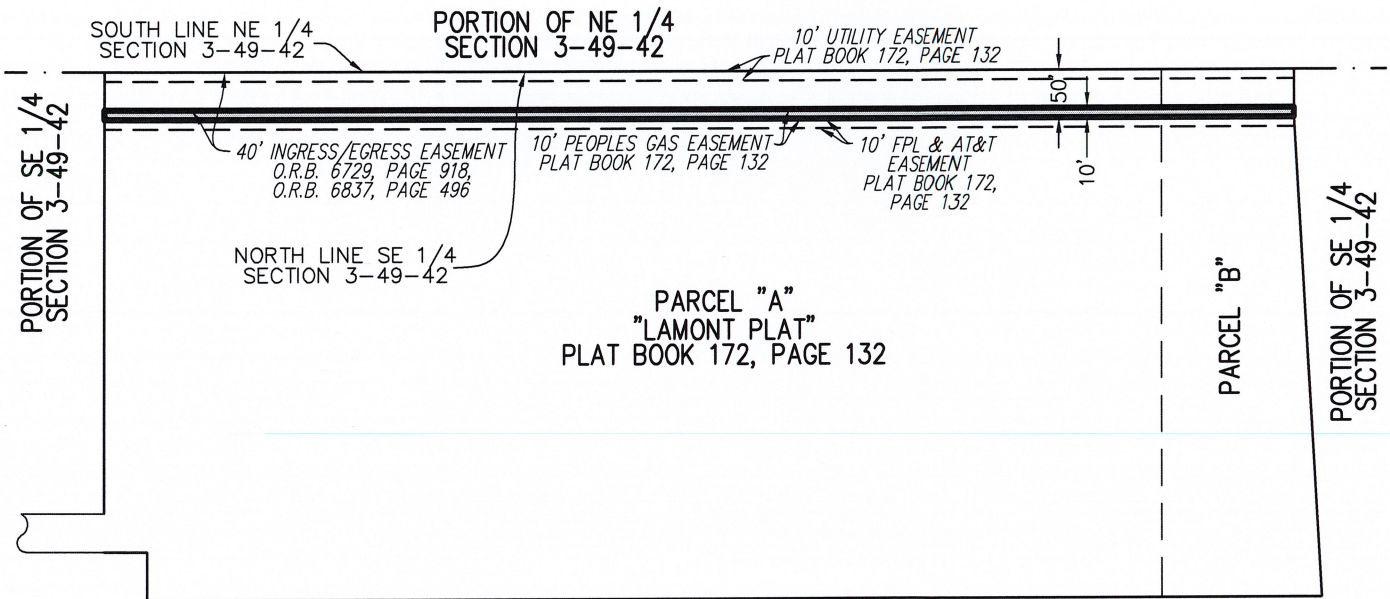 SOUTH LINE NE 1/4
SECTION 3-49-42
PORTION OF NE 1/4
SECTION 3-49-42
10' UTILITY EASEMENT
PLAT BOOK 172, PAGE 132
PORTION OF SE 1/4
SECTION 3-49-42
40' INGRESS/EGRESS EASEMENT
O.R.B. 6729, PAGE 918,
O.R.B. 6837, PAGE 496
10' PEOPLES GAS EASEMENT
PLAT BOOK 172, PAGE 132
10' FPL & AT&T
EASEMENT
PLAT BOOK 172,
PAGE 132
50'
10'
NORTH LINE SE 1/4
SECTION 3-49-42
PARCEL "A"
"LAMONT PLAT"
PLAT BOOK 172, PAGE 132
PARCEL "B"
PORTION OF SE 1/4
SECTION 3-49-42